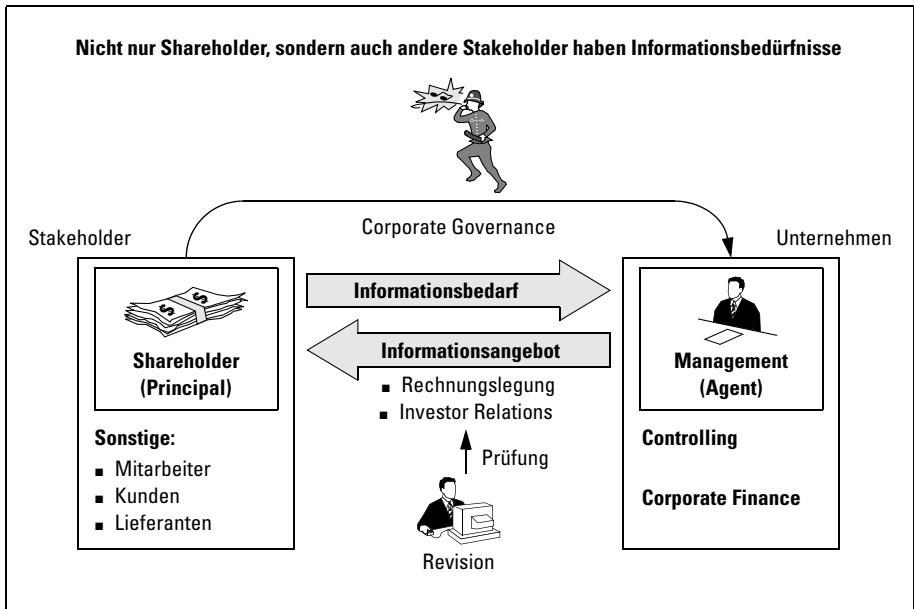 Nicht nur Shareholder, sondern auch andere Stakeholder haben Informationsbedürfnisse
Corporate Governance
Stakeholder
Unternehmen
$ $
Shareholder
(Principal)
Sonstige:
■ Mitarbeiter
■ Kunden
■ Lieferanten
Informationsbedarf
Informationsangebot
■ Rechnungslegung
■ Investor Relations
Prüfung
Revision
Management
(Agent)
Controlling
Corporate Finance